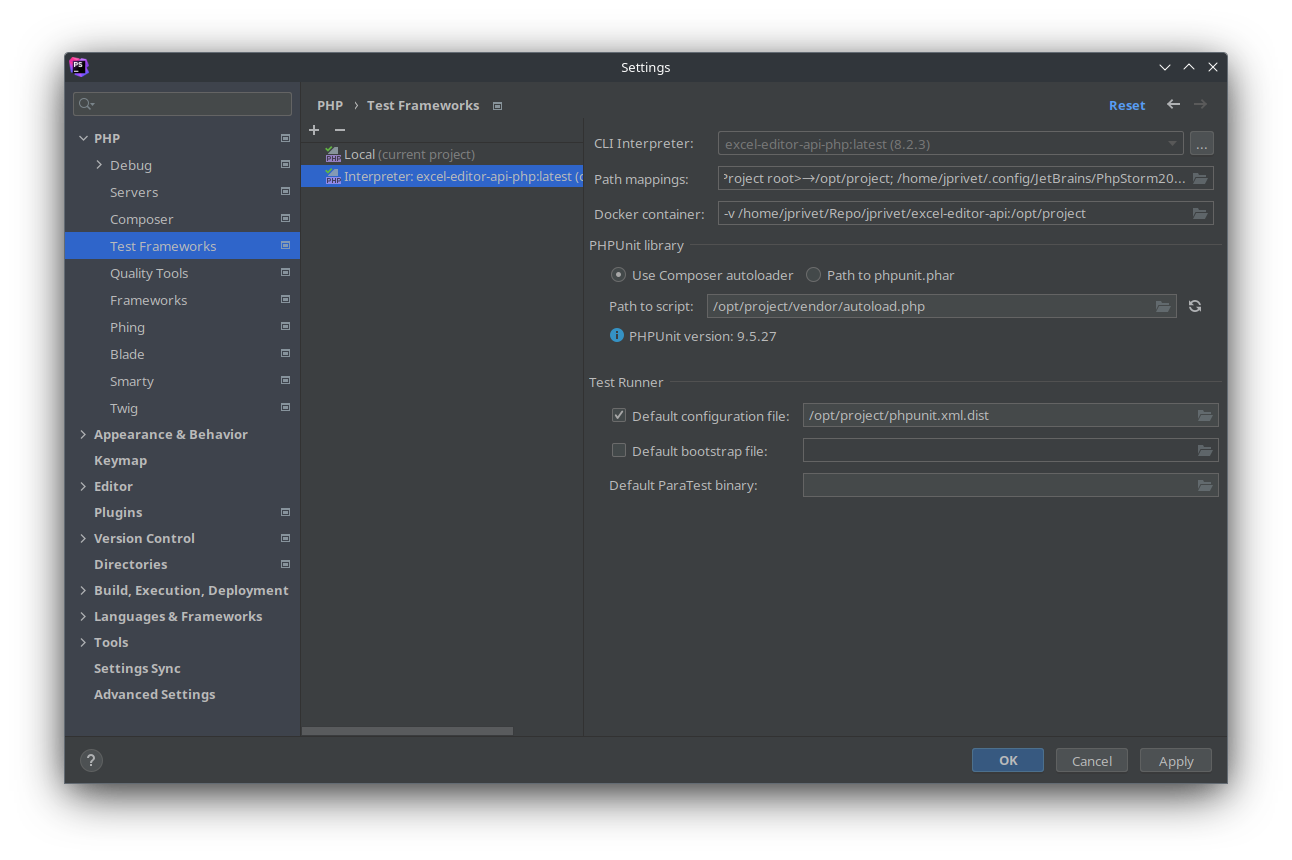 PS
Settings
PHP › Test Frameworks
Reset
PHP
Debug
Servers
Composer
Test Frameworks
Quality Tools
Frameworks
Phing
Blade
Smarty
Twig
Appearance & Behavior
Keymap
Editor
Plugins
Version Control
Directories
Build, Execution, Deployment
Languages & Frameworks
Tools
Settings Sync
Advanced Settings
Local (current project)
Interpreter: excel-editor-api-php:latest (c
CLI Interpreter: excel-editor-api-php:latest (8.2.3) ...
Path mappings: Project root>→/opt/project; /home/jprivet/.config/JetBrains/PhpStorm20...
Docker container: -v /home/jprivet/Repo/jprivet/excel-editor-api:/opt/project
PHPUnit library
Use Composer autoloader Path to phpunit.phar
Path to script: /opt/project/vendor/autoload.php
PHPUnit version: 9.5.27
Test Runner
Default configuration file: /opt/project/phpunit.xml.dist
Default bootstrap file:
Default ParaTest binary:
? OK Cancel Apply